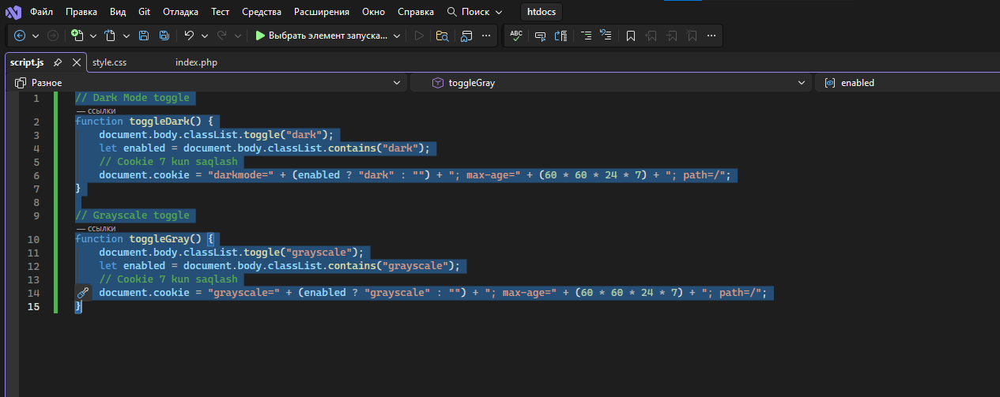 Файл Правка Вид Git Отладка Тест Средства Расширения Окно Справка Поиск htdocs
Выбрать элемент запуска... ABC
script.js style.css index.php
Разное toggleGray enabled
1 // Dark Mode toggle
— ссылки
2 function toggleDark() {
3 document.body.classList.toggle("dark");
4 let enabled = document.body.classList.contains("dark");
5 // Cookie 7 kun saqlash
6 document.cookie = "darkmode=" + (enabled ? "dark" : "") + "; max-age=" + (60 * 60 * 24 * 7) + "; path=/";
7 }
8
9 // Grayscale toggle
— ссылки
10 function toggleGray() {
11 document.body.classList.toggle("grayscale");
12 let enabled = document.body.classList.contains("grayscale");
13 // Cookie 7 kun saqlash
14 document.cookie = "grayscale=" + (enabled ? "grayscale" : "") + "; max-age=" + (60 * 60 * 24 * 7) + "; path=/";
15 }